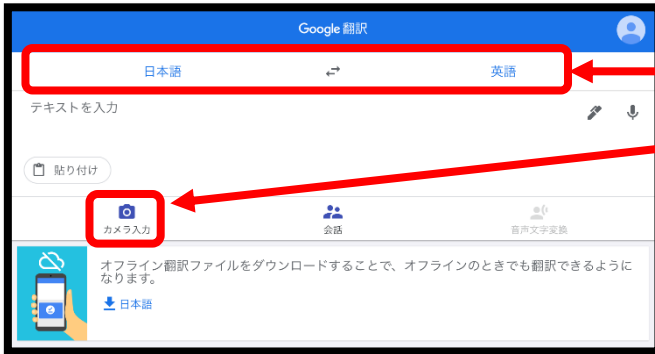 Google 翻訳
日本語 英語
テキストを入力
貼り付け
カメラ入力 会話 音声文字変換
オフライン翻訳ファイルをダウンロードすることで、オフラインのときでも翻訳できるように
なります。
日本語